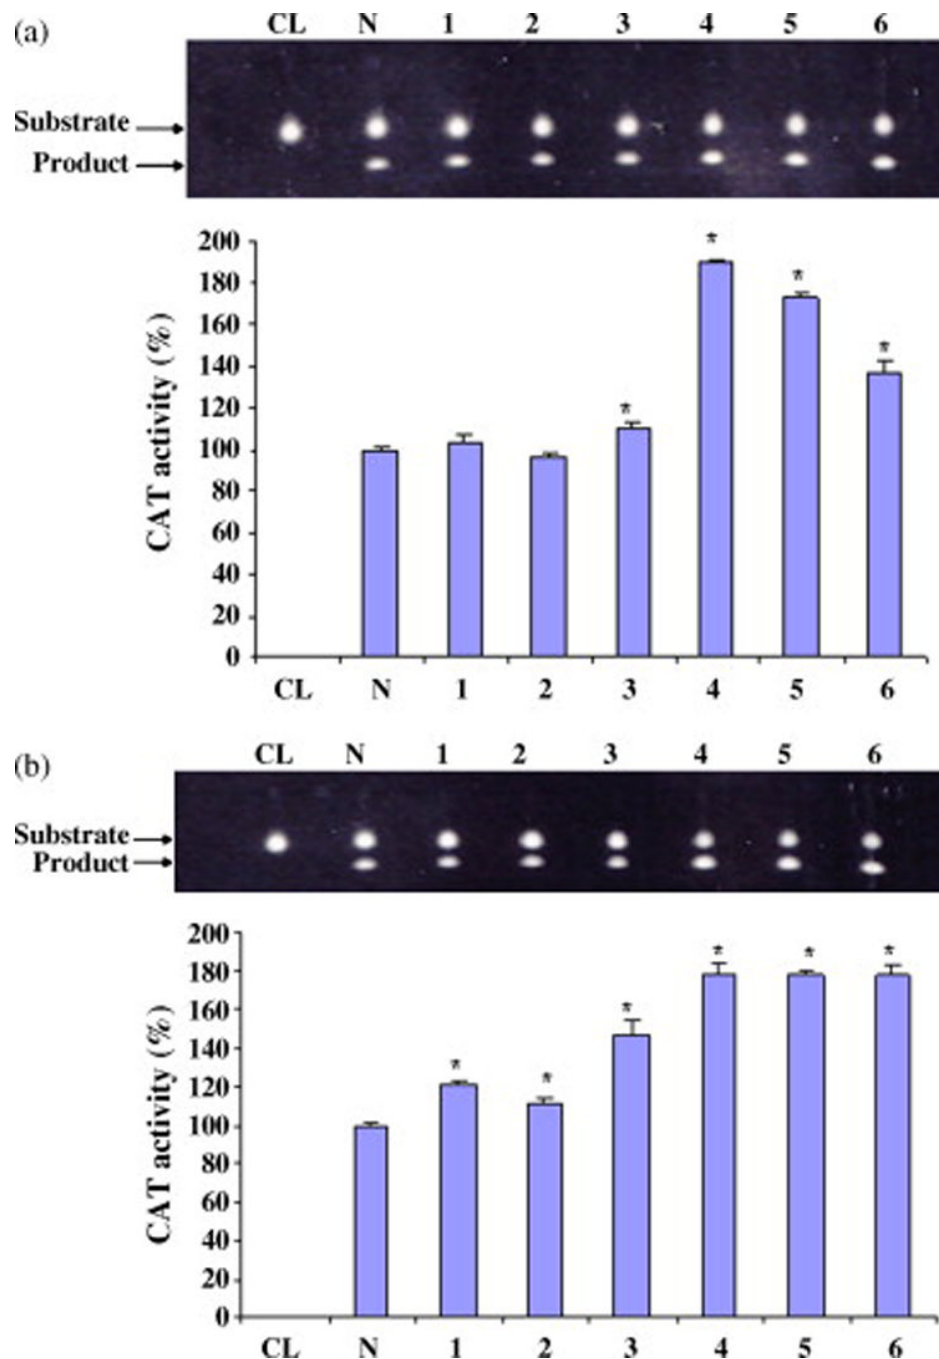 (a) CL N 1 2 3 4 5 6
Substrate
Product
CAT activity (%)
200
*
180
*
160
140
*
120
*
100
80
60
40
20
0
CL N 1 2 3 4 5 6
(b) CL N 1 2 3 4 5 6
Substrate
Product
CAT activity (%)
200
* * *
180
160
*
140
120
* *
100
80
60
40
20
0
CL N 1 2 3 4 5 6